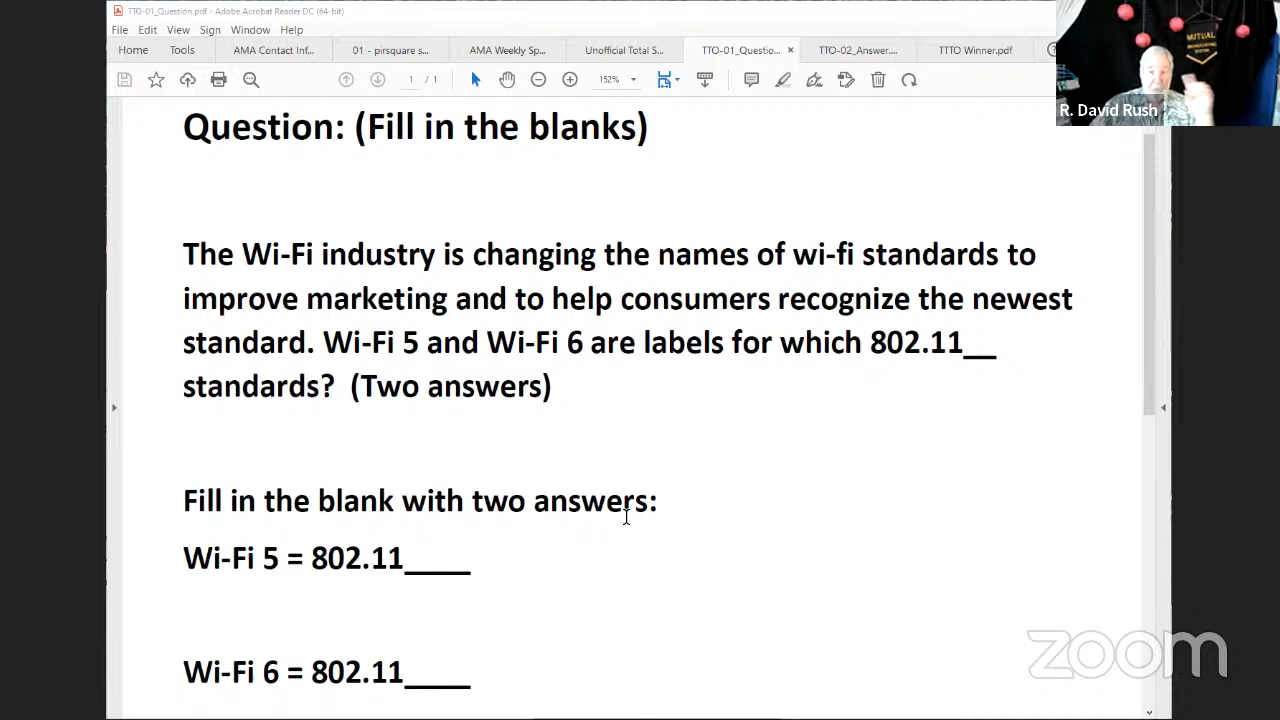 TTO-01_Question.pdf - Adobe Acrobat Reader DC (64-bit)
File Edit View Sign Window Help
Home Tools AMA Contact Inf... 01 - pirsquare s... AMA Weekly Sp... Unofficial Total S... TTO-01_Questio... × TTO-02_Answer.... TTTO Winner.pdf
1 / 1 152%
MUTUAL
BROADCASTING
SYSTEM
R. David Rush
Question: (Fill in the blanks)
The Wi-Fi industry is changing the names of wi-fi standards to
improve marketing and to help consumers recognize the newest
standard. Wi-Fi 5 and Wi-Fi 6 are labels for which 802.11__
standards? (Two answers)
Fill in the blank with two answers:
Wi-Fi 5 = 802.11____
Wi-Fi 6 = 802.11____
zoom